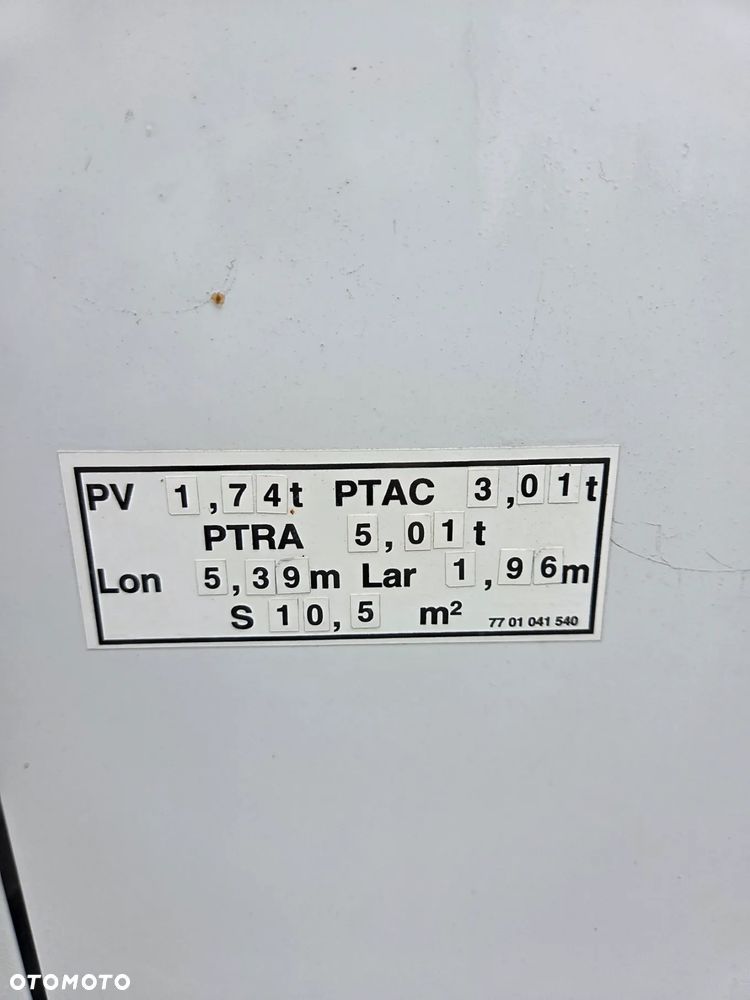 PV 1,74t PTAC 3,01t
PTRA 5,01t
Lon 5,39m Lar 1,96m
S 10,5 m²
77 01 041 540
OTOMOTO